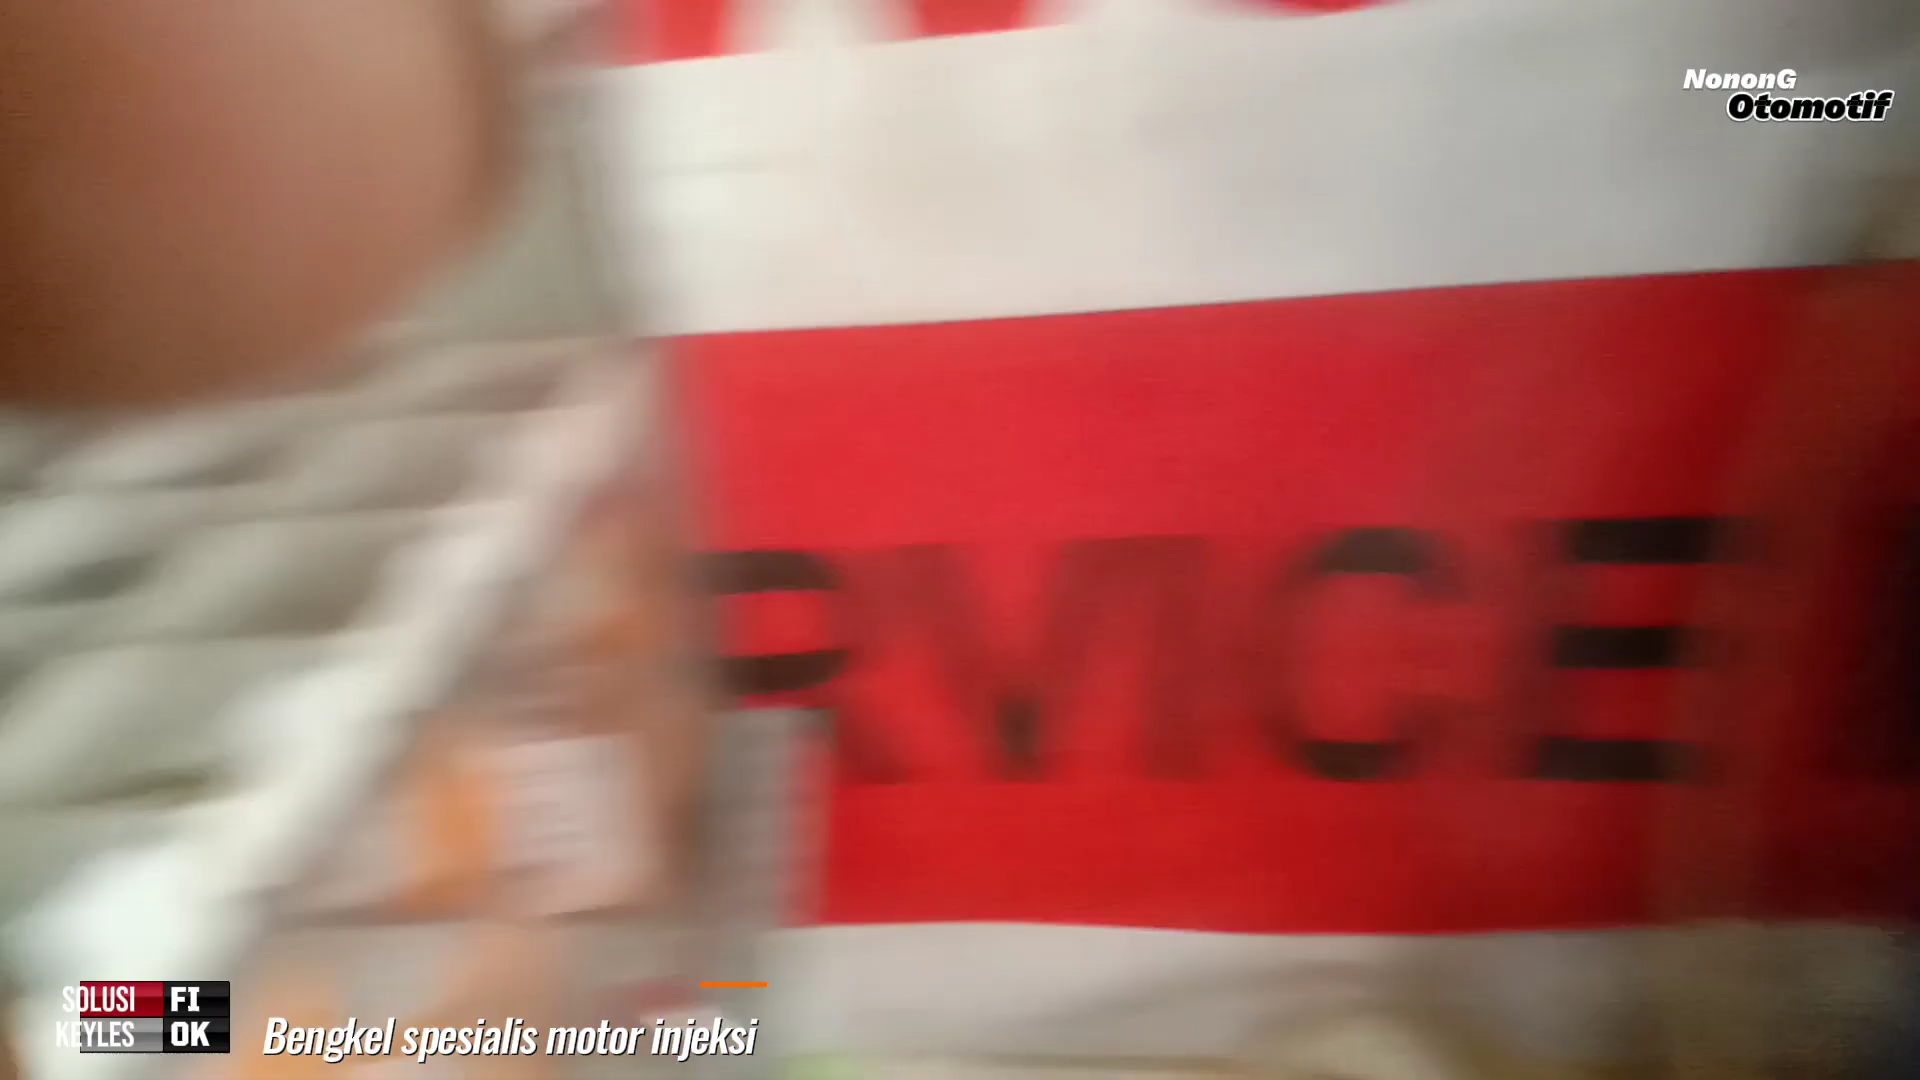 NononG
Otomotif
RVICE
SOLUSI FI
KEYLES OK
Bengkel spesialis motor injeksi